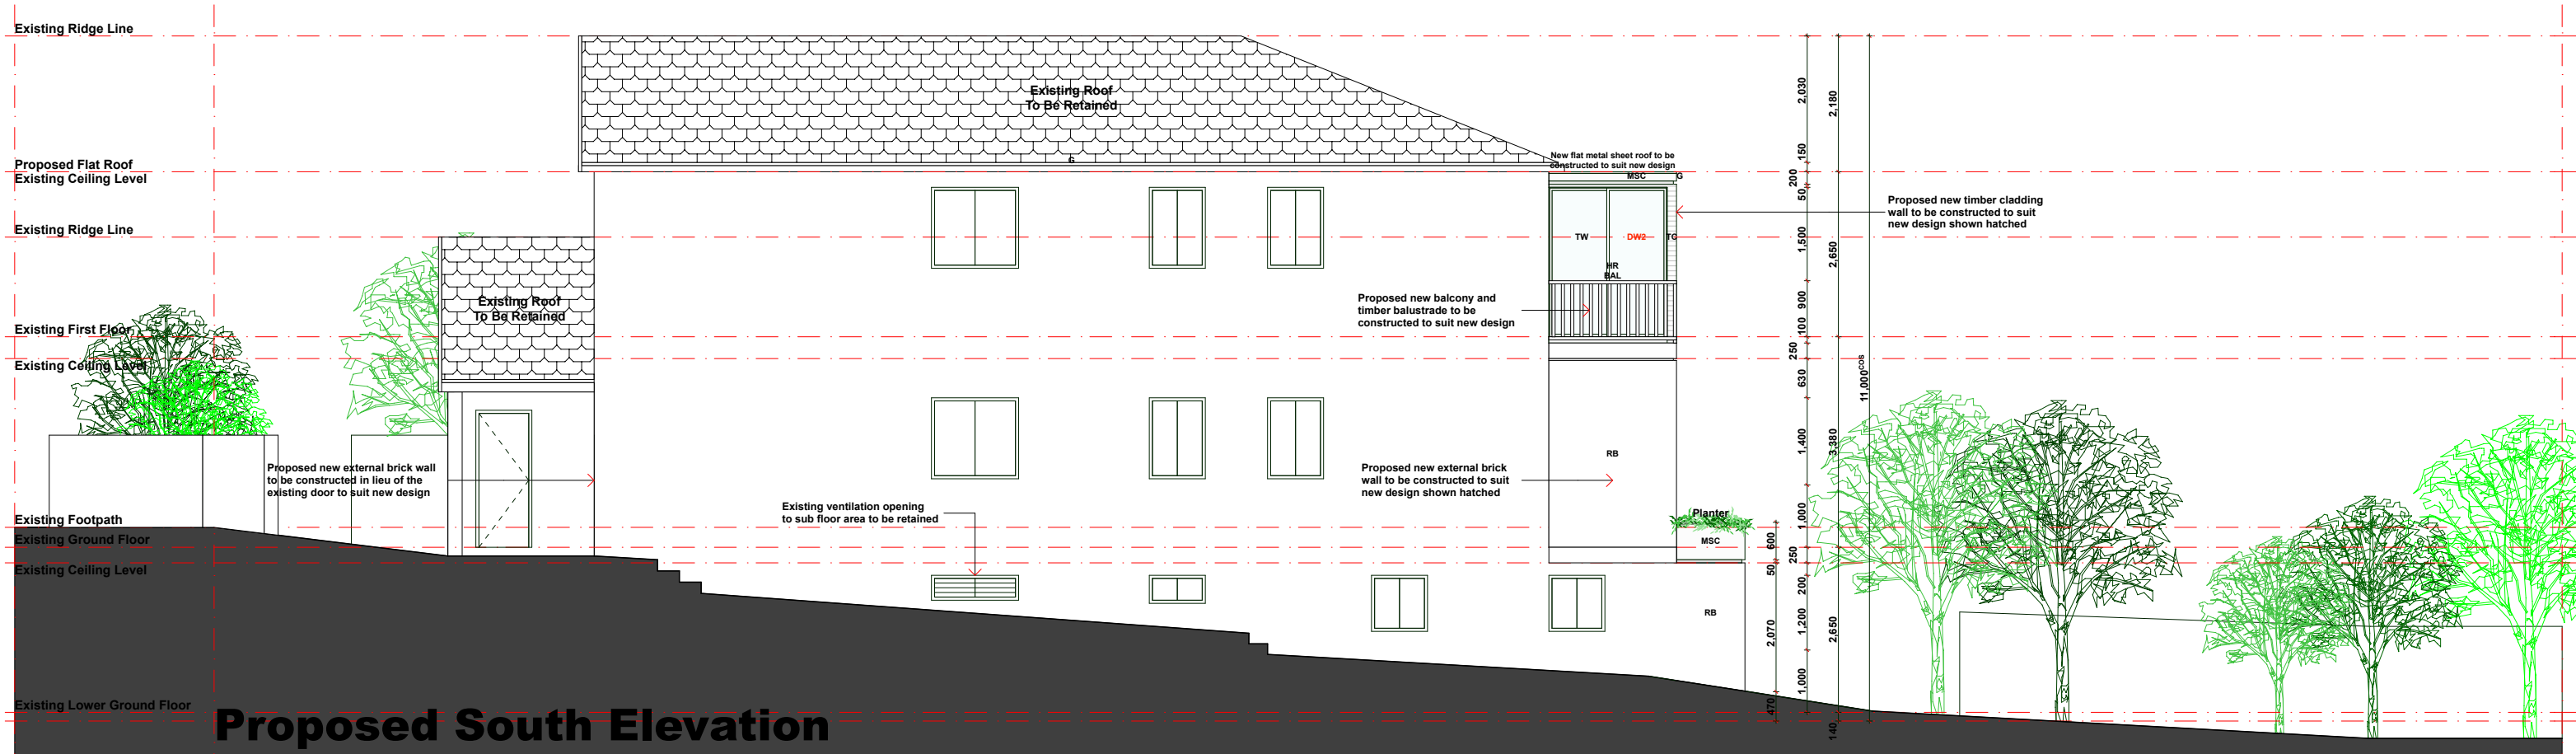 Existing Ridge Line
Existing Roof
To Be Retained
G
Proposed Flat Roof
Existing Ceiling Level
New flat metal sheet roof to be
constructed to suit new design
MSC
G
Proposed new timber cladding
wall to be constructed to suit
new design shown hatched
Existing Ridge Line
TW
DW2
TC
HR
BAL
Existing Roof
To Be Retained
Proposed new balcony and
timber balustrade to be
constructed to suit new design
Existing First Floor
Existing Ceiling Level
Proposed new external brick wall
to be constructed in lieu of the
existing door to suit new design
Existing ventilation opening
to sub floor area to be retained
Proposed new external brick
wall to be constructed to suit
new design shown hatched
RB
Planter
MSC
RB
Existing Footpath
Existing Ground Floor
Existing Ceiling Level
Existing Lower Ground Floor
600
50
2,070
470
2,030
150
200
50
1,500
900
100
250
630
1,400
1,000
250
200
1,200
1,000
2,180
2,650
3,380
2,650
140
11,000COS
Proposed South Elevation